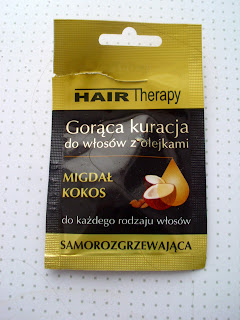 HAIR Therapy
Gorąca kuracja
do włosów z olejkami
MIGDAŁ
KOKOS
do każdego rodzaju włosów
SAMOROZGRZEWAJĄCA